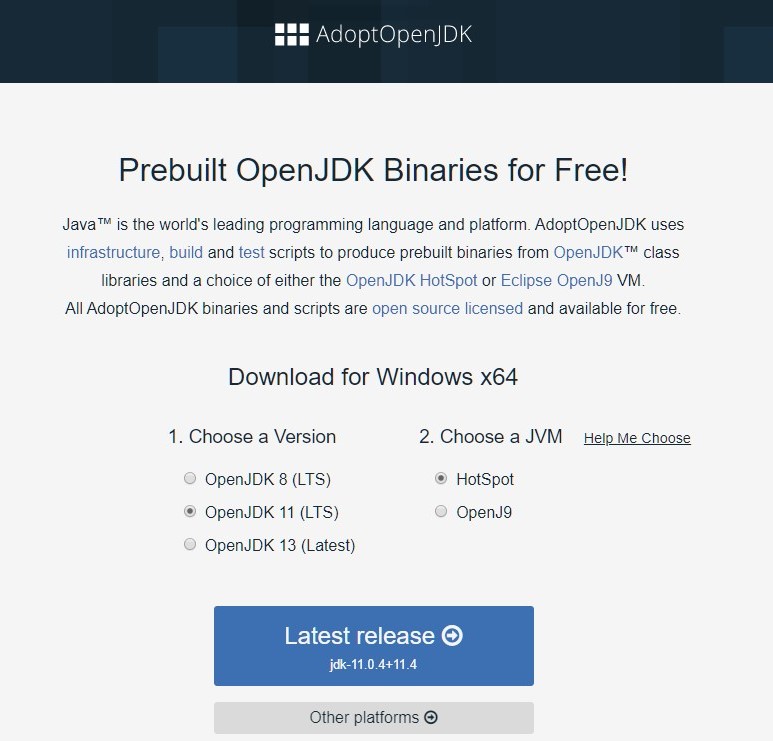 AdoptOpenJDK
Prebuilt OpenJDK Binaries for Free!
Java™ is the world's leading programming language and platform. AdoptOpenJDK uses
infrastructure, build and test scripts to produce prebuilt binaries from OpenJDK™ class
libraries and a choice of either the OpenJDK HotSpot or Eclipse OpenJ9 VM.
All AdoptOpenJDK binaries and scripts are open source licensed and available for free.
Download for Windows x64
1. Choose a Version
OpenJDK 8 (LTS)
OpenJDK 11 (LTS)
OpenJDK 13 (Latest)
2. Choose a JVM Help Me Choose
HotSpot
OpenJ9
Latest release
jdk-11.0.4+11.4
Other platforms